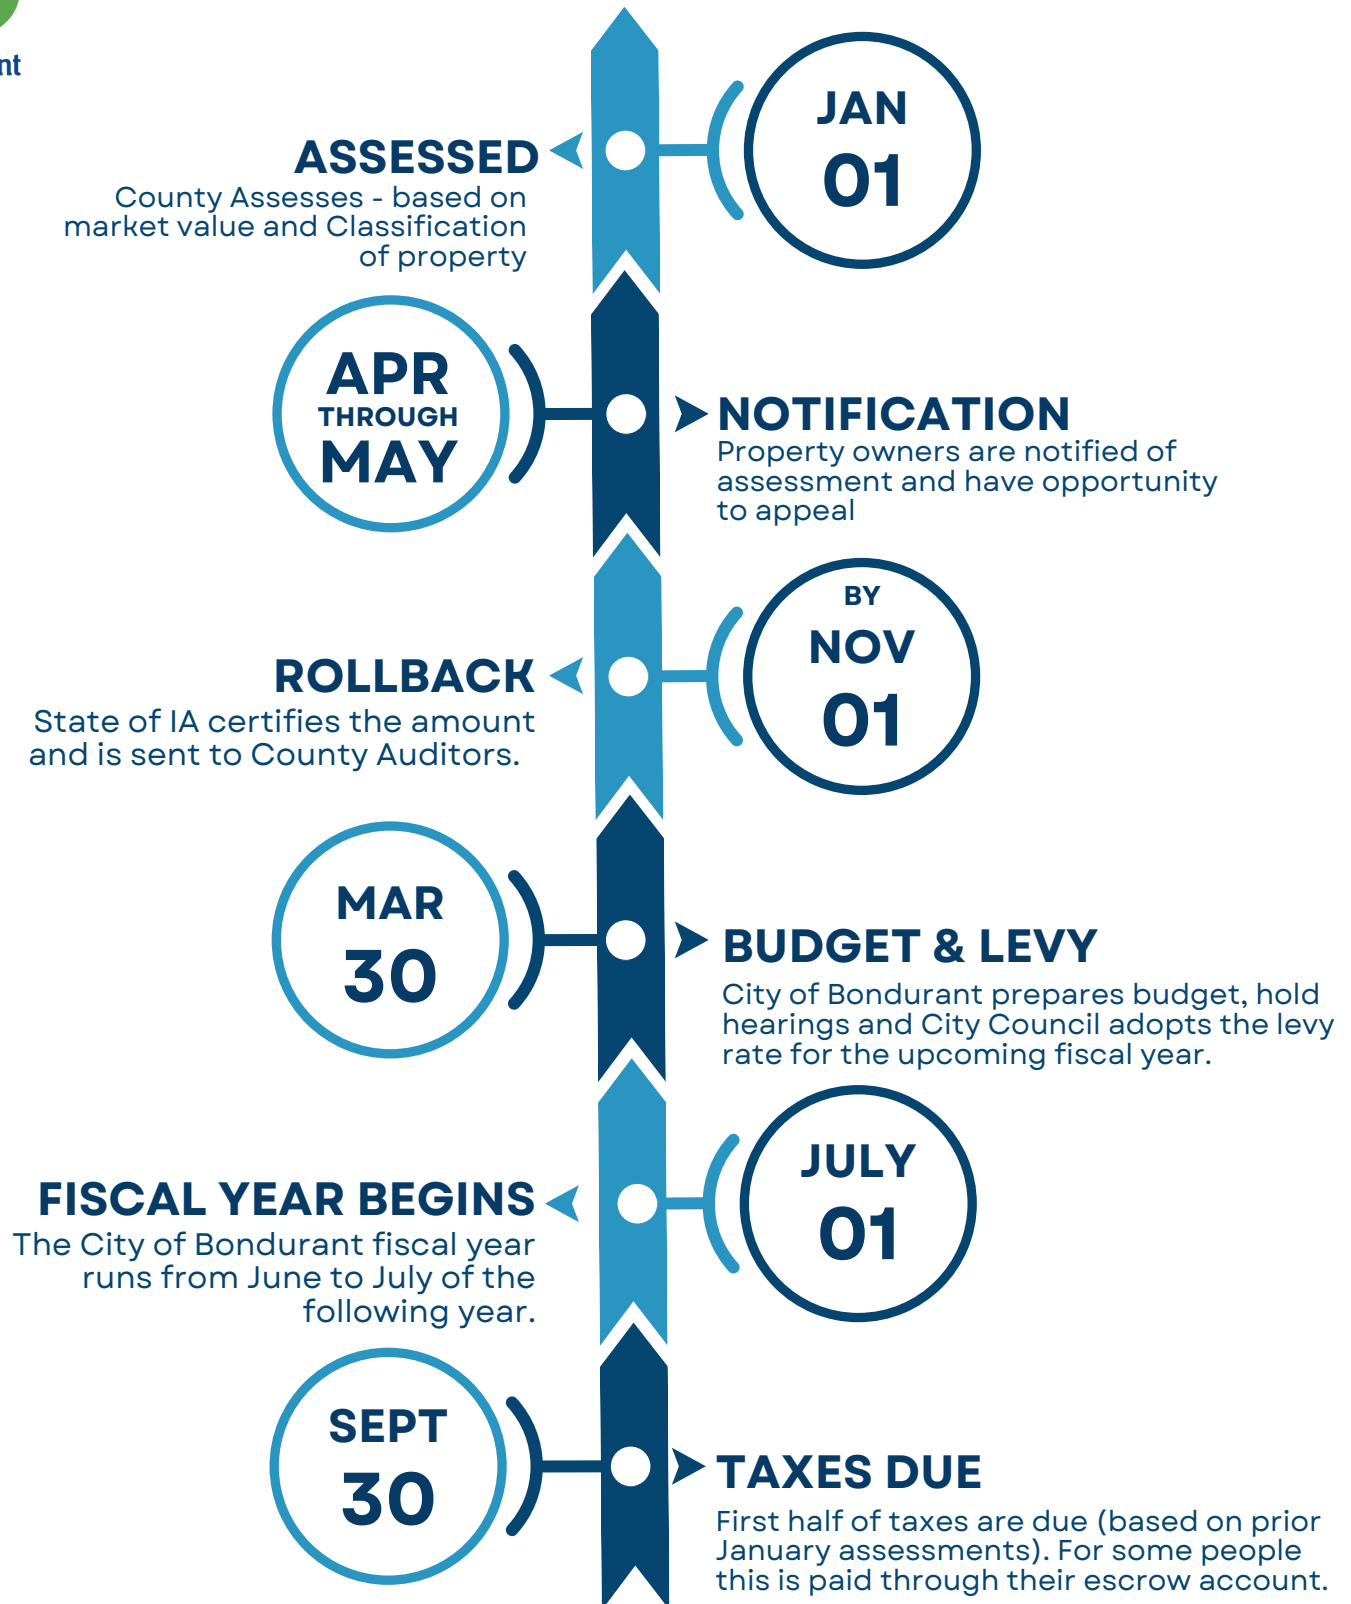 nt
JAN
01
ASSESSED
County Assesses - based on
market value and Classification
of property
APR
THROUGH
MAY
NOTIFICATION
Property owners are notified of
assessment and have opportunity
to appeal
BY
NOV
01
ROLLBACK
State of IA certifies the amount
and is sent to County Auditors.
MAR
30
BUDGET & LEVY
City of Bondurant prepares budget, hold
hearings and City Council adopts the levy
rate for the upcoming fiscal year.
JULY
01
FISCAL YEAR BEGINS
The City of Bondurant fiscal year
runs from June to July of the
following year.
SEPT
30
TAXES DUE
First half of taxes are due (based on prior
January assessments). For some people
this is paid through their escrow account.